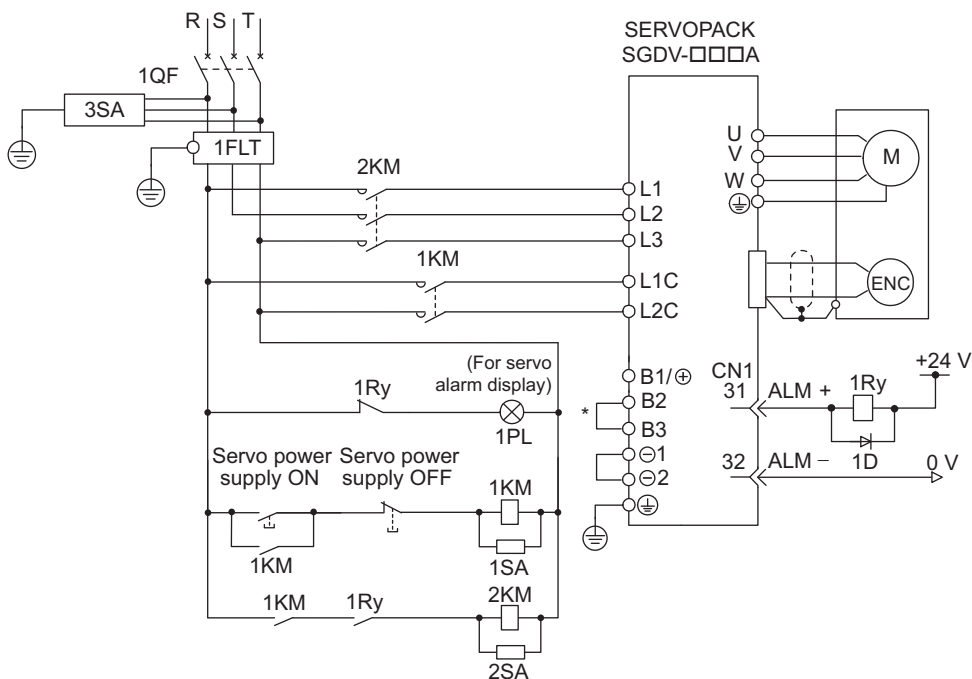 R S T
SERVOPACK
SGDV-□□□A
1QF
3SA
1FLT
U
V
W
M
2KM
L1
L2
L3
1KM
L1C
L2C
ENC
(For servo
alarm display)
1Ry
1PL
B1/⊕
B2
*
B3
⊖1
⊖2
CN1
31 ALM +
1Ry
+24 V
1D
32 ALM −
0 V
Servo power
supply ON
Servo power
supply OFF
1KM
1KM
1SA
1KM
1Ry
2KM
2SA